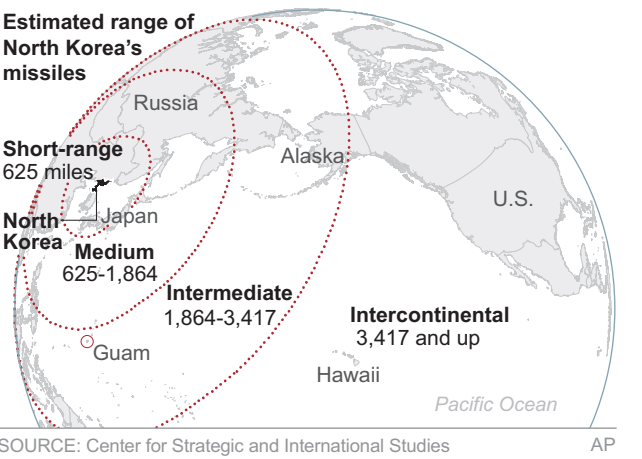 Estimated range of
North Korea's
missiles
Russia
Short-range
625 miles
Alaska
U.S.
North
Korea
Japan
Medium
625-1,864
Intermediate
1,864-3,417
Intercontinental
3,417 and up
Guam
Hawaii
Pacific Ocean
SOURCE: Center for Strategic and International Studies
AP